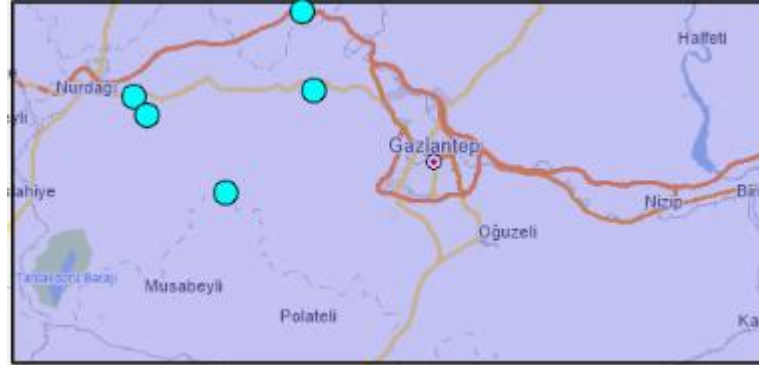 Halfeti
Nurdağı
Gaziantep
Nizip
Oğuzeli
Musabeyli
Polateli